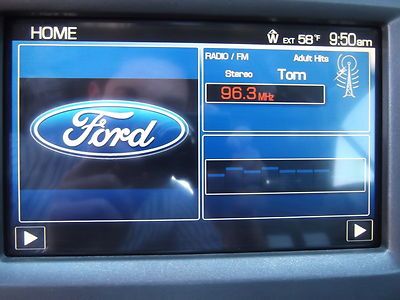 HOME
W EXT 58°F 9:50am
RADIO / FM Adult Hits
Stereo Tom
96.3 MHz
Ford